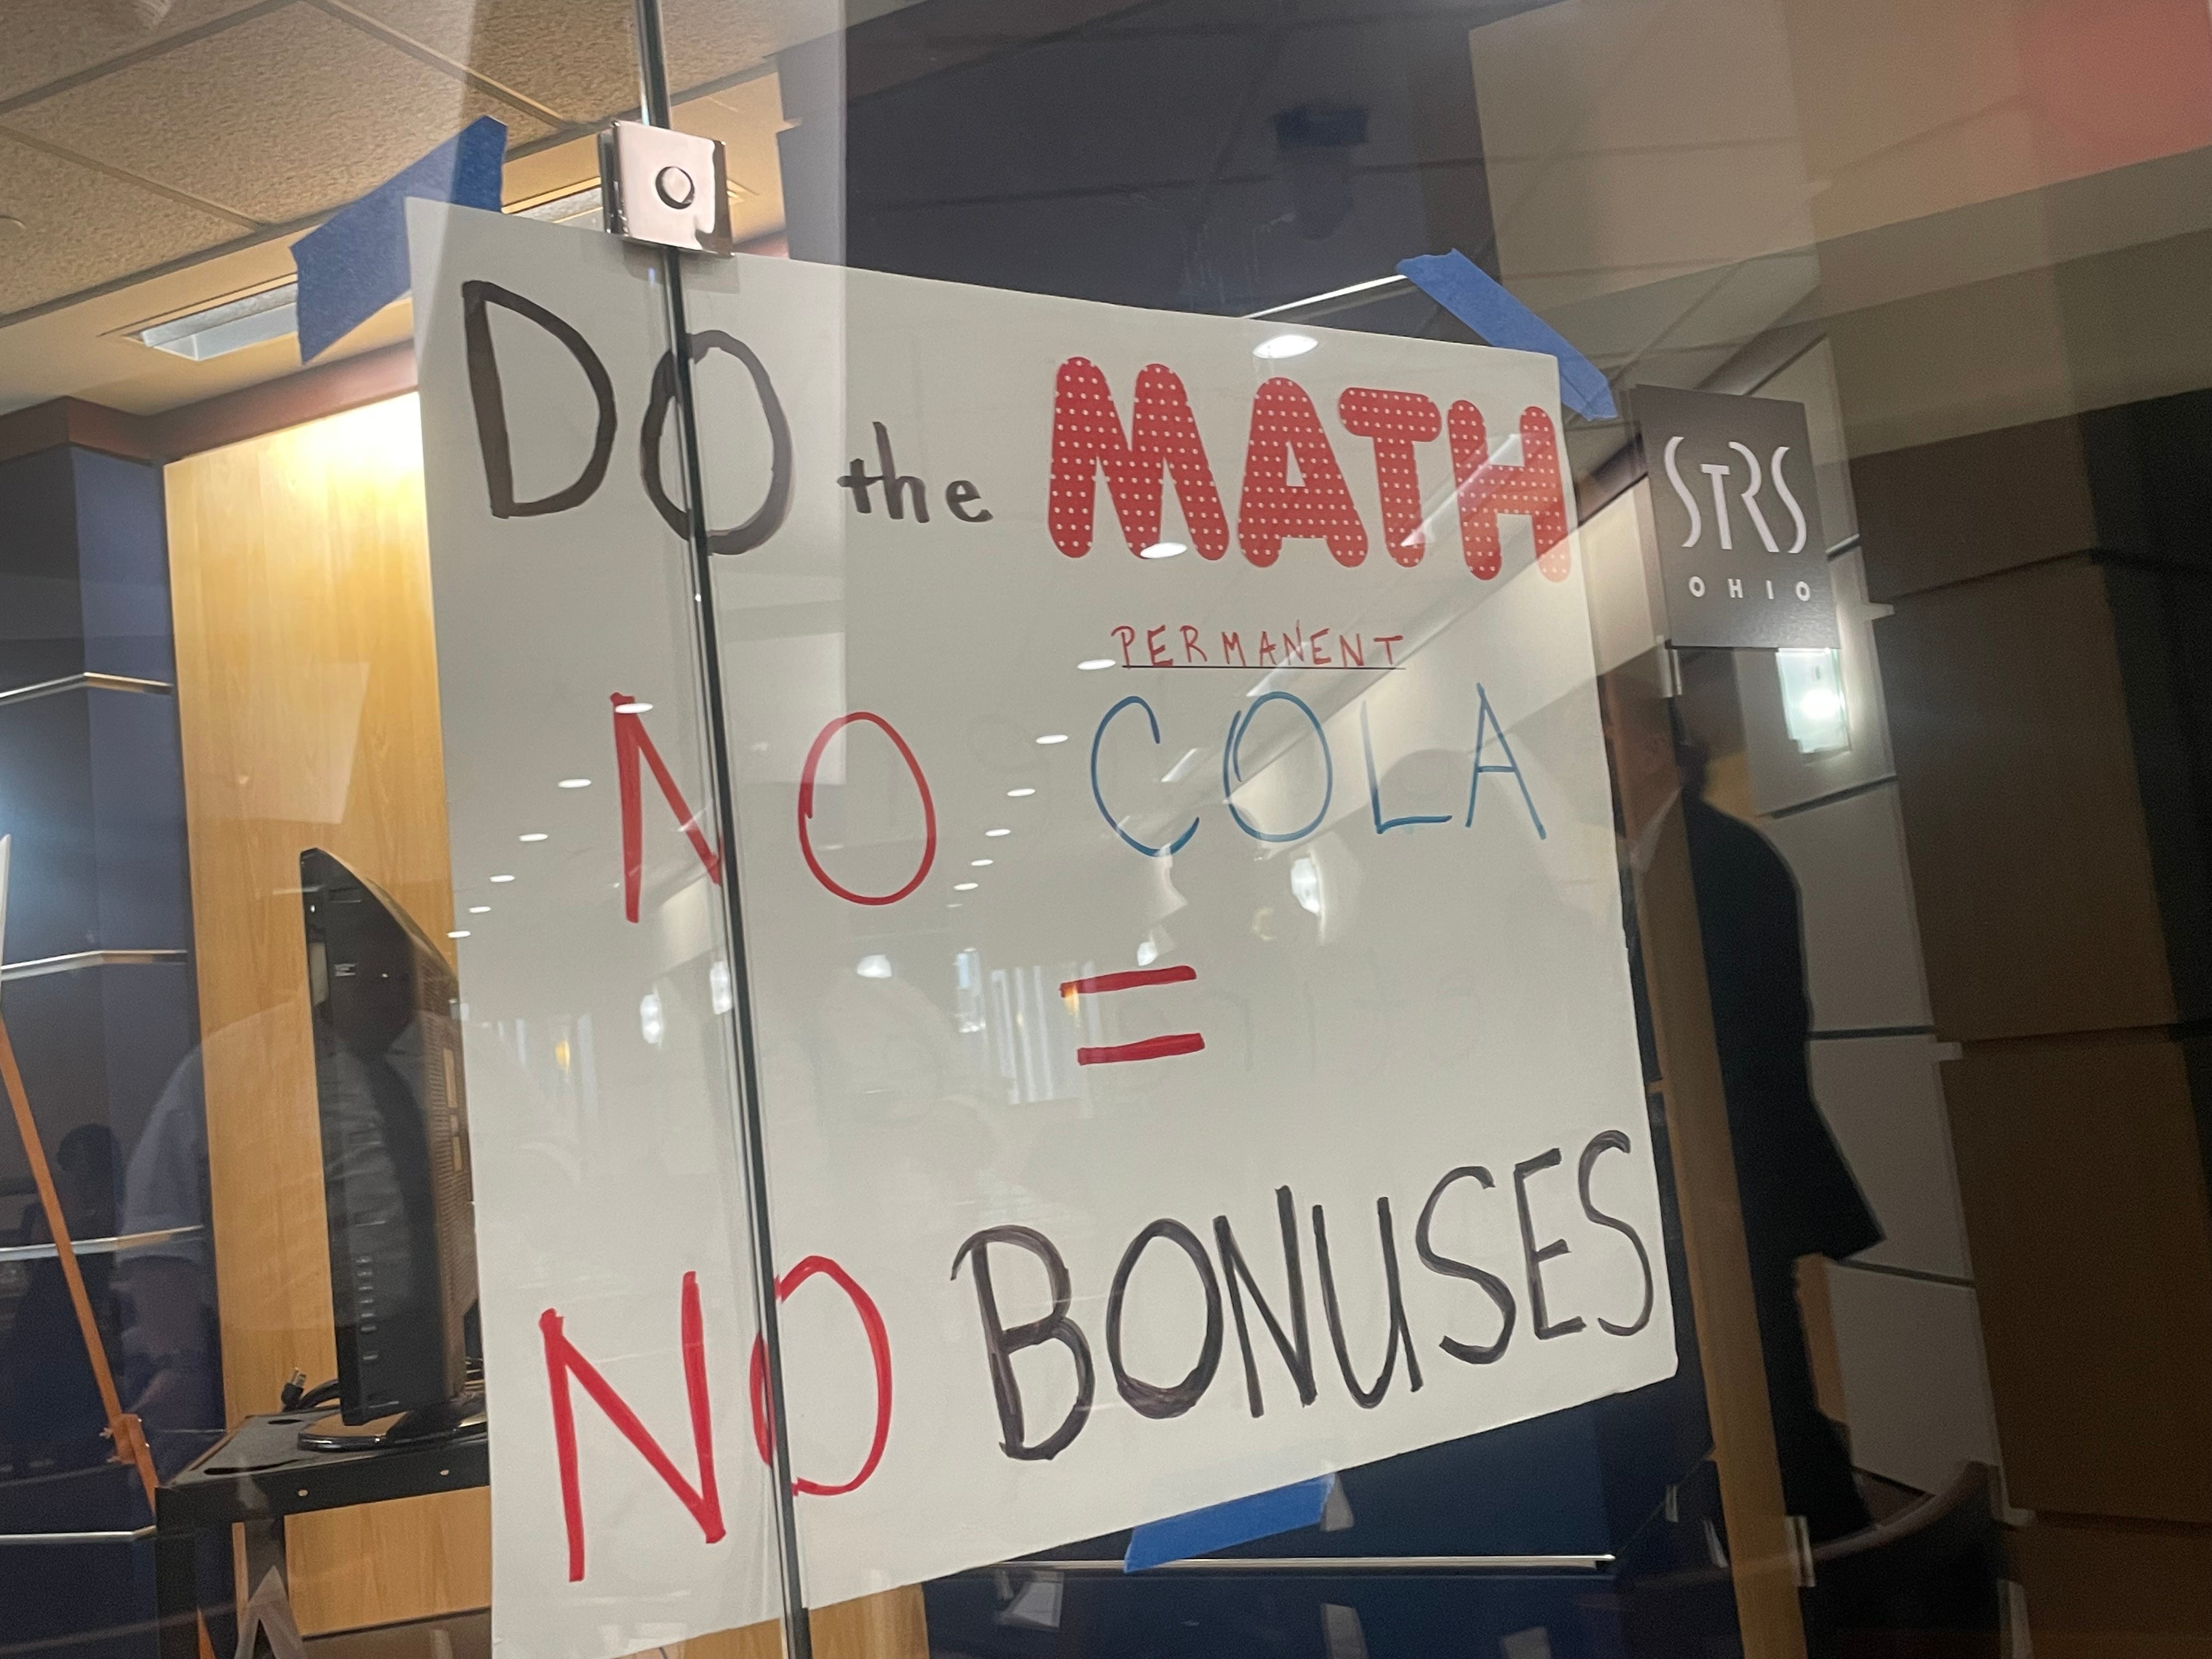 DO the MATH
PERMANENT
NO COLA
=
NO BONUSES
STRS
OHIO